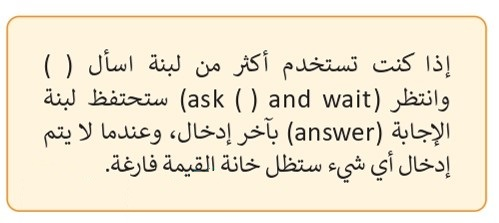 إذا كنت تستخدم أكثر من لبنة اسأل ( )
وانتظر (ask ( ) and wait) ستحتفظ لبنة
الإجابة (answer) بآخر إدخال، وعندما لا يتم
إدخال أي شيء ستظل خانة القيمة فارغة.